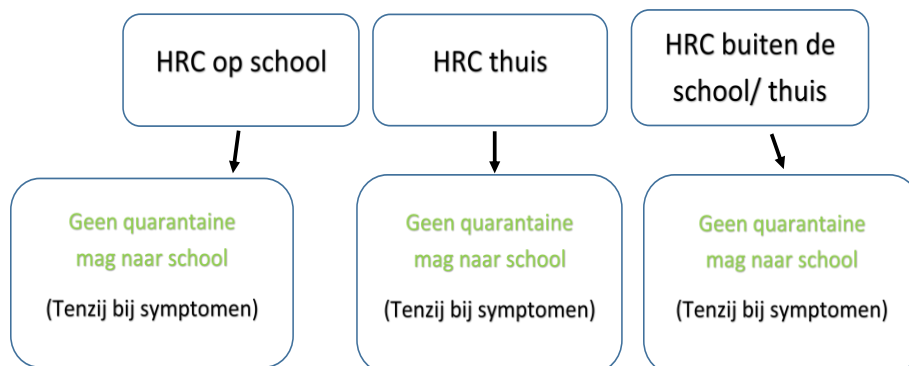 HRC op school
HRC thuis
HRC buiten de
school/ thuis
Geen quarantaine
mag naar school
(Tenzij bij symptomen)
Geen quarantaine
mag naar school
(Tenzij bij symptomen)
Geen quarantaine
mag naar school
(Tenzij bij symptomen)